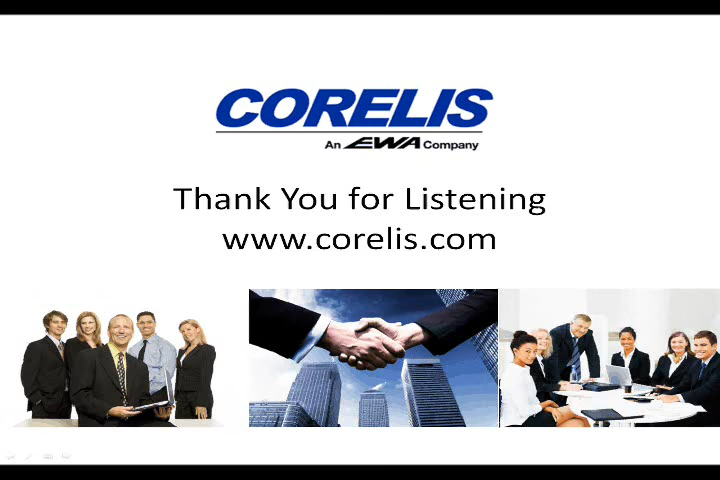 CORELIS
An EWA Company
Thank You for Listening
www.corelis.com